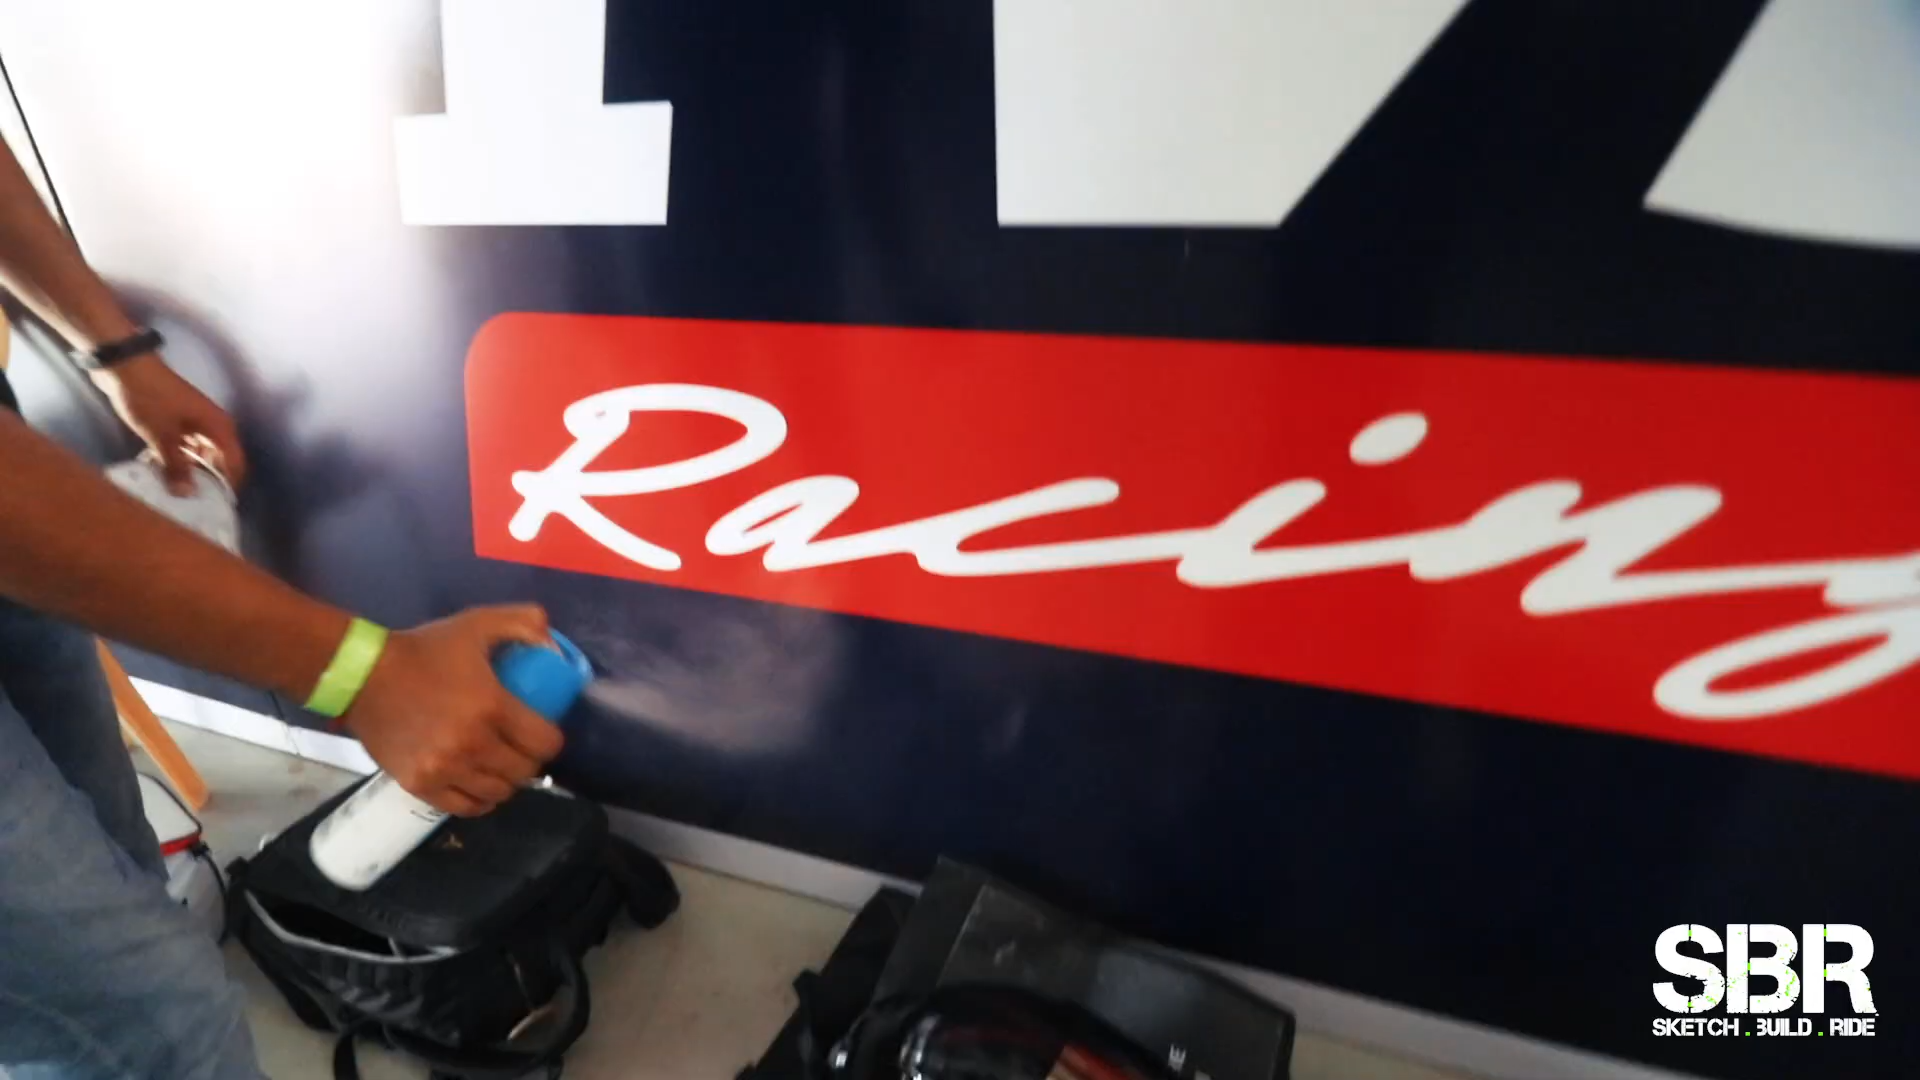 Racing
SBR
SKETCH . BUILD . RIDE